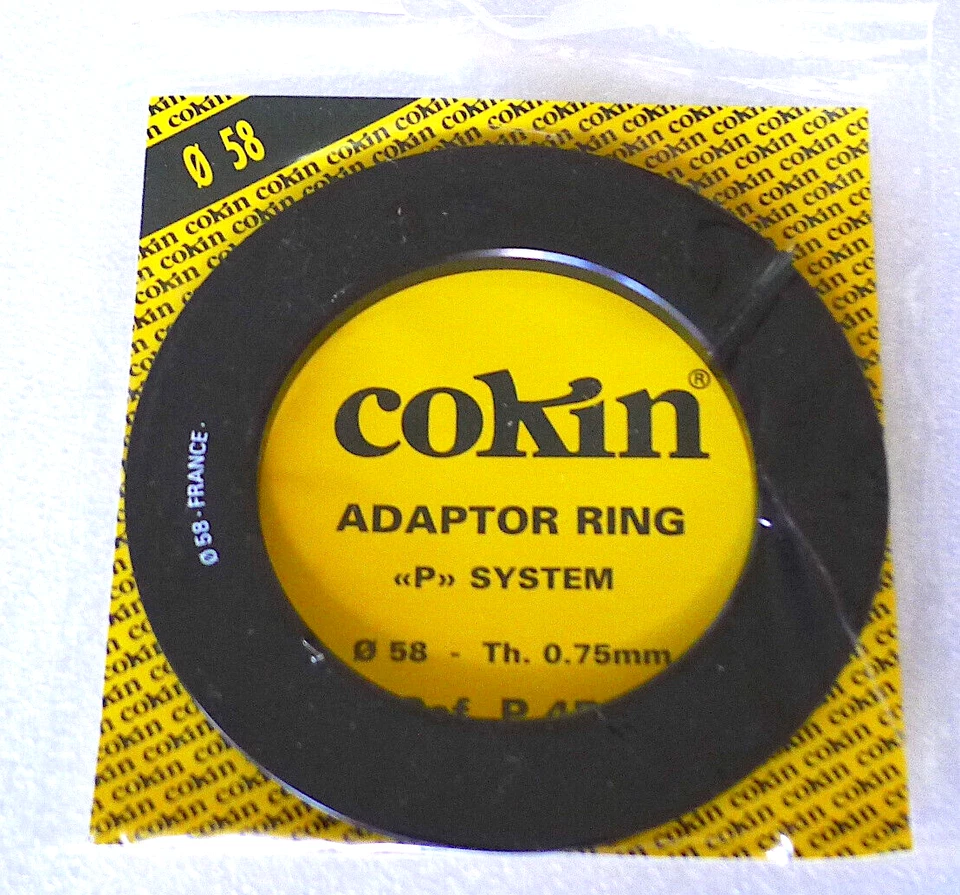 Ø 58
cokin®
ADAPTOR RING
«P» SYSTEM
Ø 58 - Th. 0.75mm
Ø 58 - FRANCE -